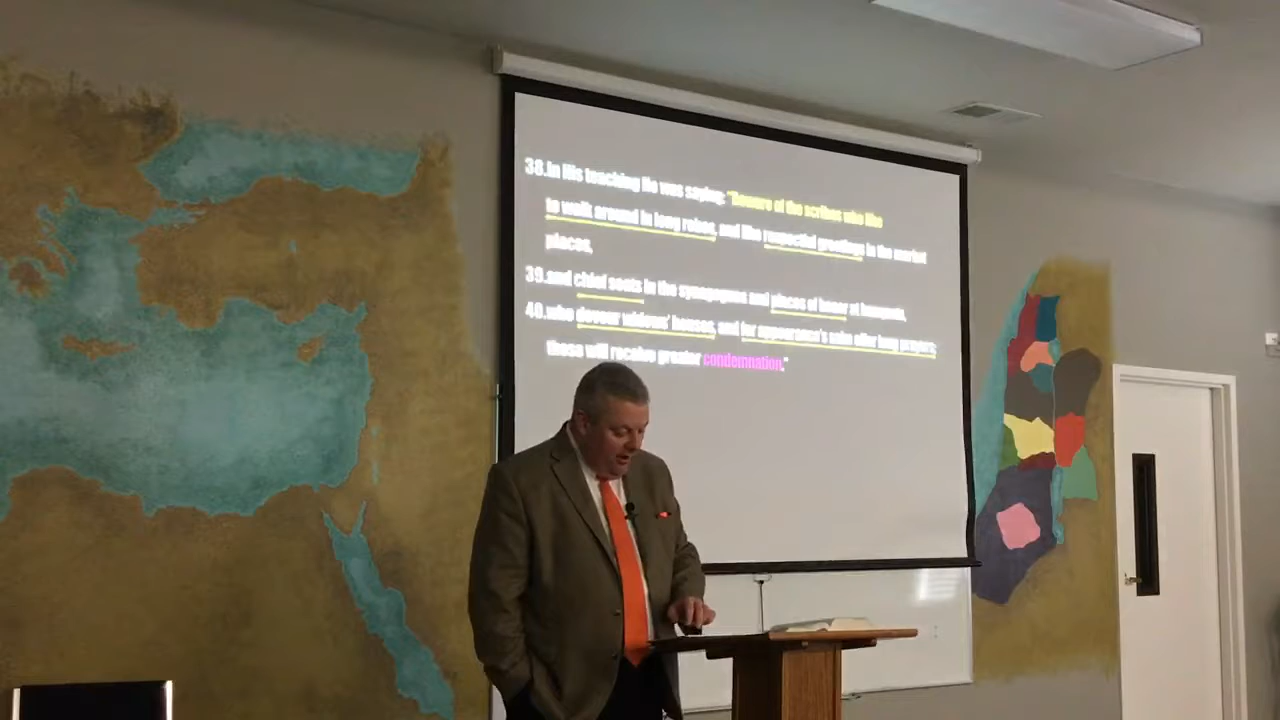 38.In His teaching He was saying: "Beware of the scribes who like
to walk around in long robes, and like respectful greetings in the market
places,
39.and chief seats in the synagogues and places of honor at banquets,
40.who devour widows' houses, and for appearance's sake offer long prayers;
these will receive greater condemnation."